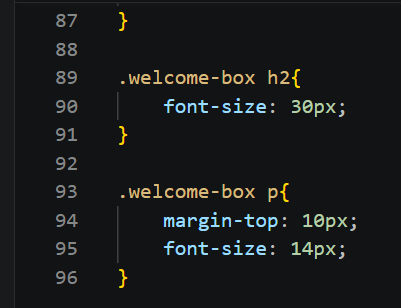 87 }
88
89 .welcome-box h2{
90     font-size: 30px;
91 }
92
93 .welcome-box p{
94     margin-top: 10px;
95     font-size: 14px;
96 }